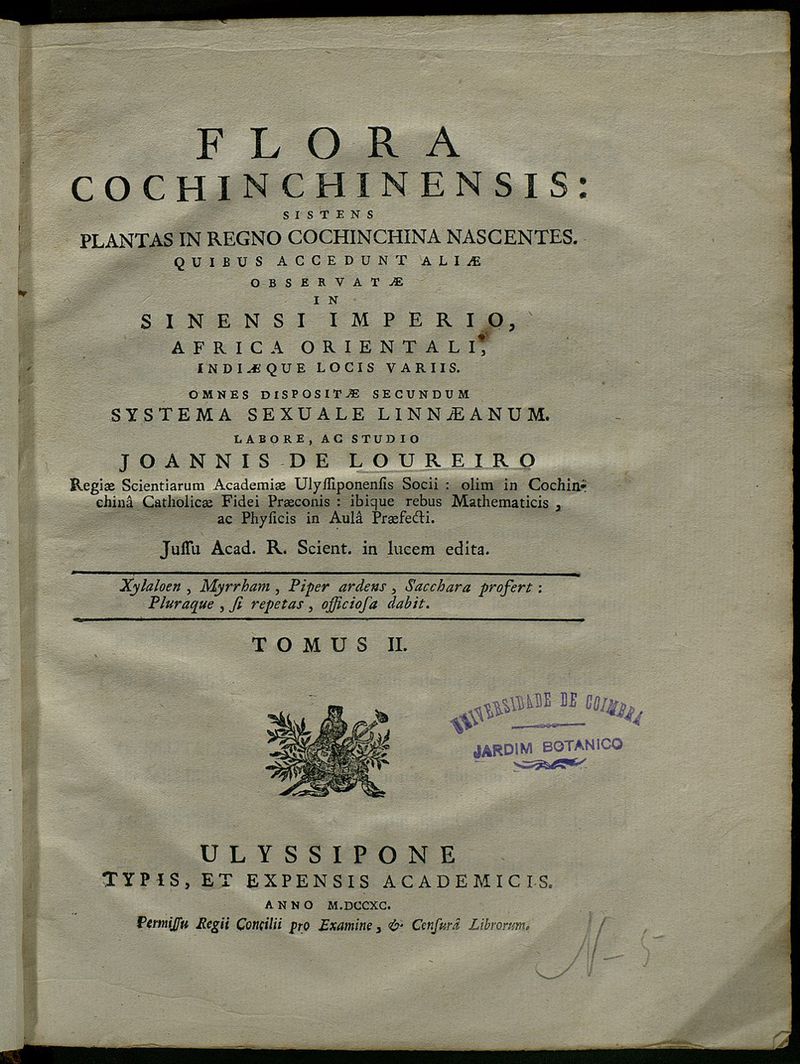 FLORA
COCHINCHINENSIS:
SISTENS
PLANTAS IN REGNO COCHINCHINA NASCENTES.
QUIBUS ACCEDUNT ALIÆ
OBSERVATÆ
IN
SINENSI IMPERIO,
AFRICA ORIENTALI,
INDIÆQUE LOCIS VARIIS.
OMNES DISPOSITÆ SECUNDUM
SYSTEMA SEXUALE LINNÆANUM.
LABORE, AC STUDIO
JOANNIS DE LOUREIRO
Regiæ Scientiarum Academiæ Ulyſſiponenſis Socii : olim in Cochin-
chinâ Catholicæ Fidei Præconis : ibique rebus Mathematicis ,
ac Phyſicis in Aulâ Præfecti.
Juſſu Acad. R. Scient. in lucem edita.
Xylaloen , Myrrham , Piper ardens , Sacchara profert :
Pluraque , ſi repetas , officioſa dabit.
TOMUS II.
UNIVERSIDADE DE COIMBRA
JARDIM BOTANICO
ULYSSIPONE
TYPIS, ET EXPENSIS ACADEMICIS.
ANNO M.DCCXC.
Permiſſu Regii Concilii pro Examine , & Cenſurâ Librorum.
N-5